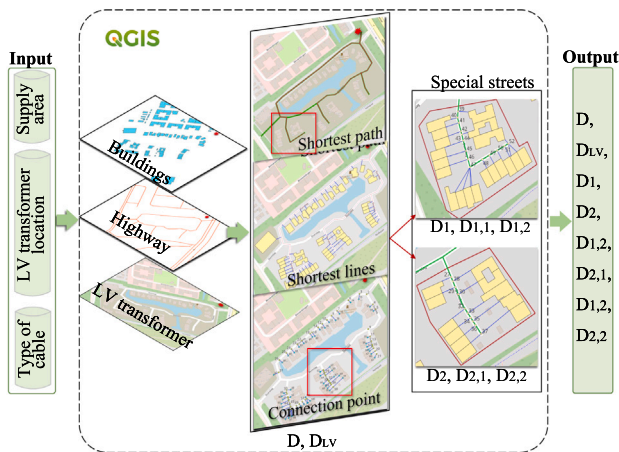 QGIS
Input
Supply
area
LV transformer
location
Type of
cable
Buildings
Highway
LV transformer
Shortest path
Shortest lines
Connection point
D, DLV
Special streets
D1, D1,1, D1,2
D2, D2,1, D2,2
Output
D,
DLV,
D1,
D2,
D1,2,
D2,1,
D1,2,
D2,2